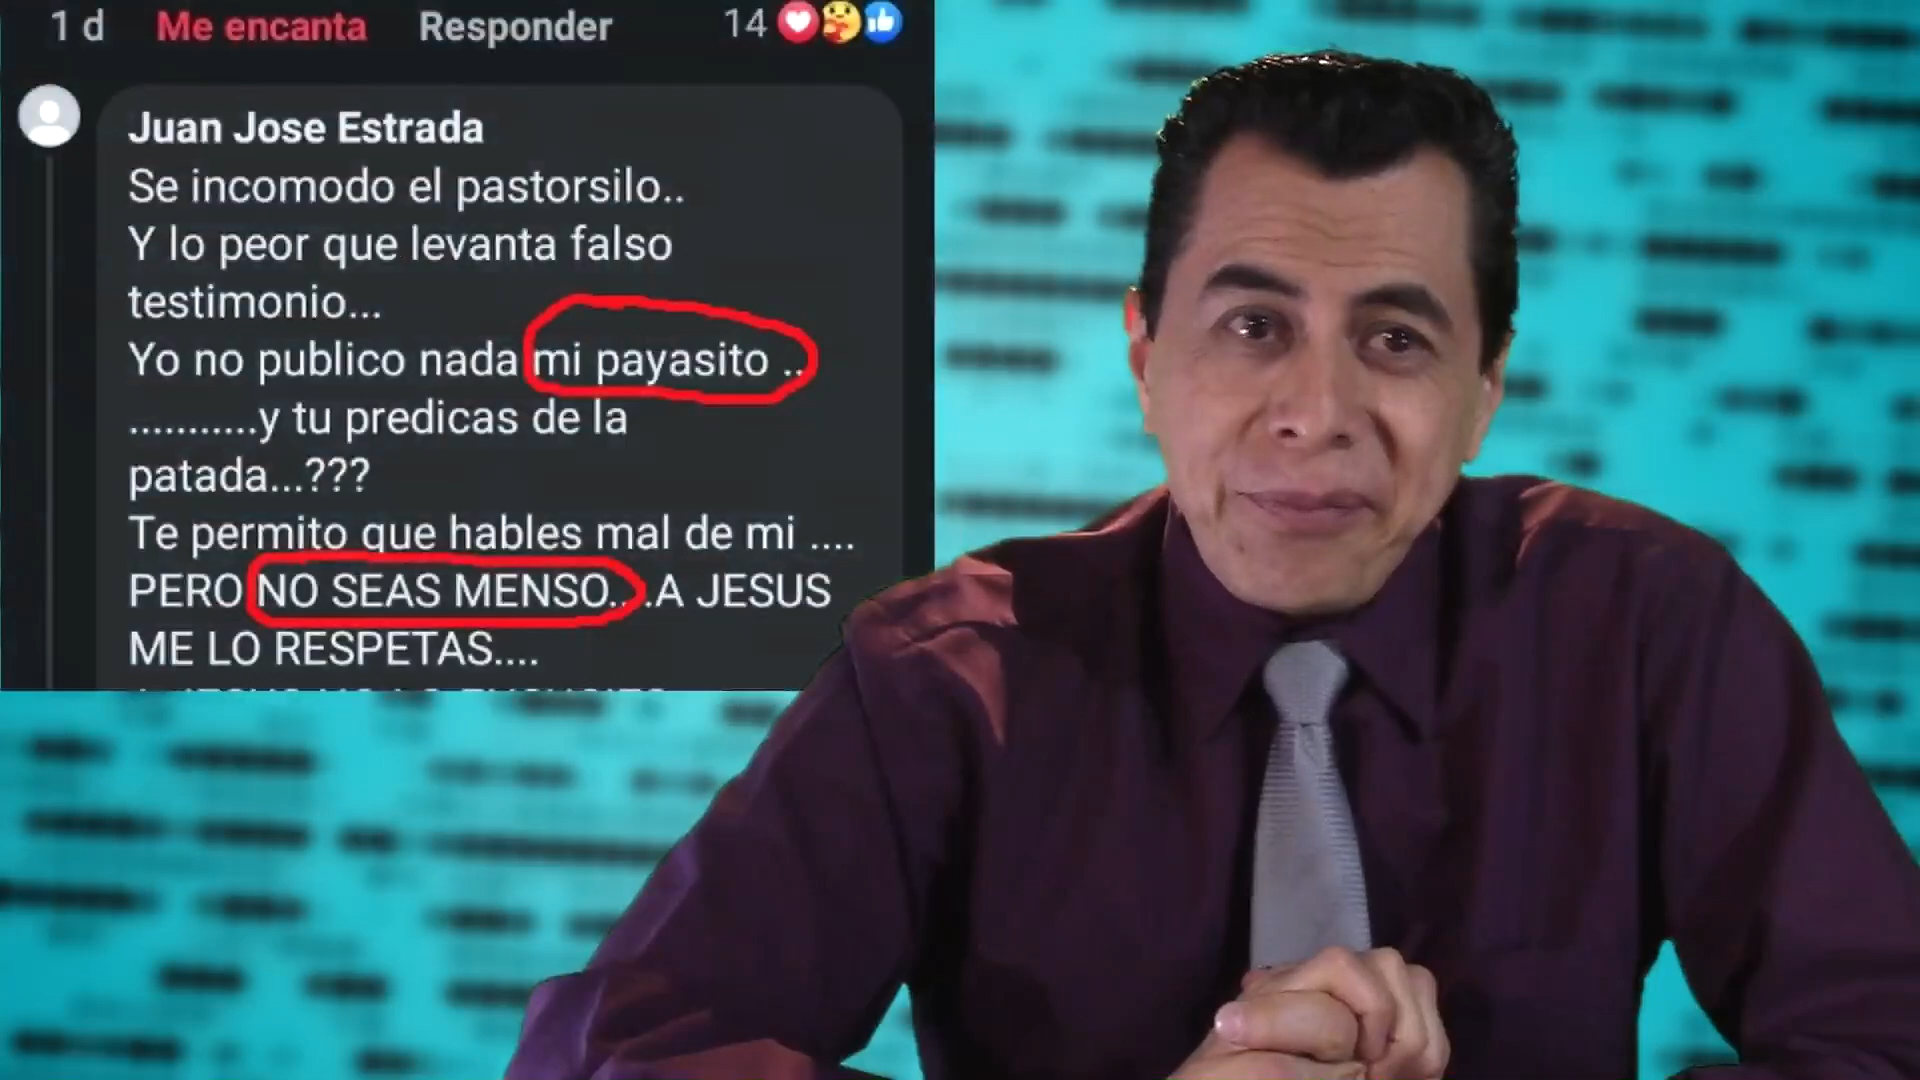 1 d Me encanta Responder 14
Juan Jose Estrada
Se incomodo el pastorsilo..
Y lo peor que levanta falso
testimonio...
Yo no publico nada mi payasito ..
...........y tu predicas de la
patada...???
Te permito que hables mal de mi ....
PERO NO SEAS MENSO....A JESUS
ME LO RESPETAS....